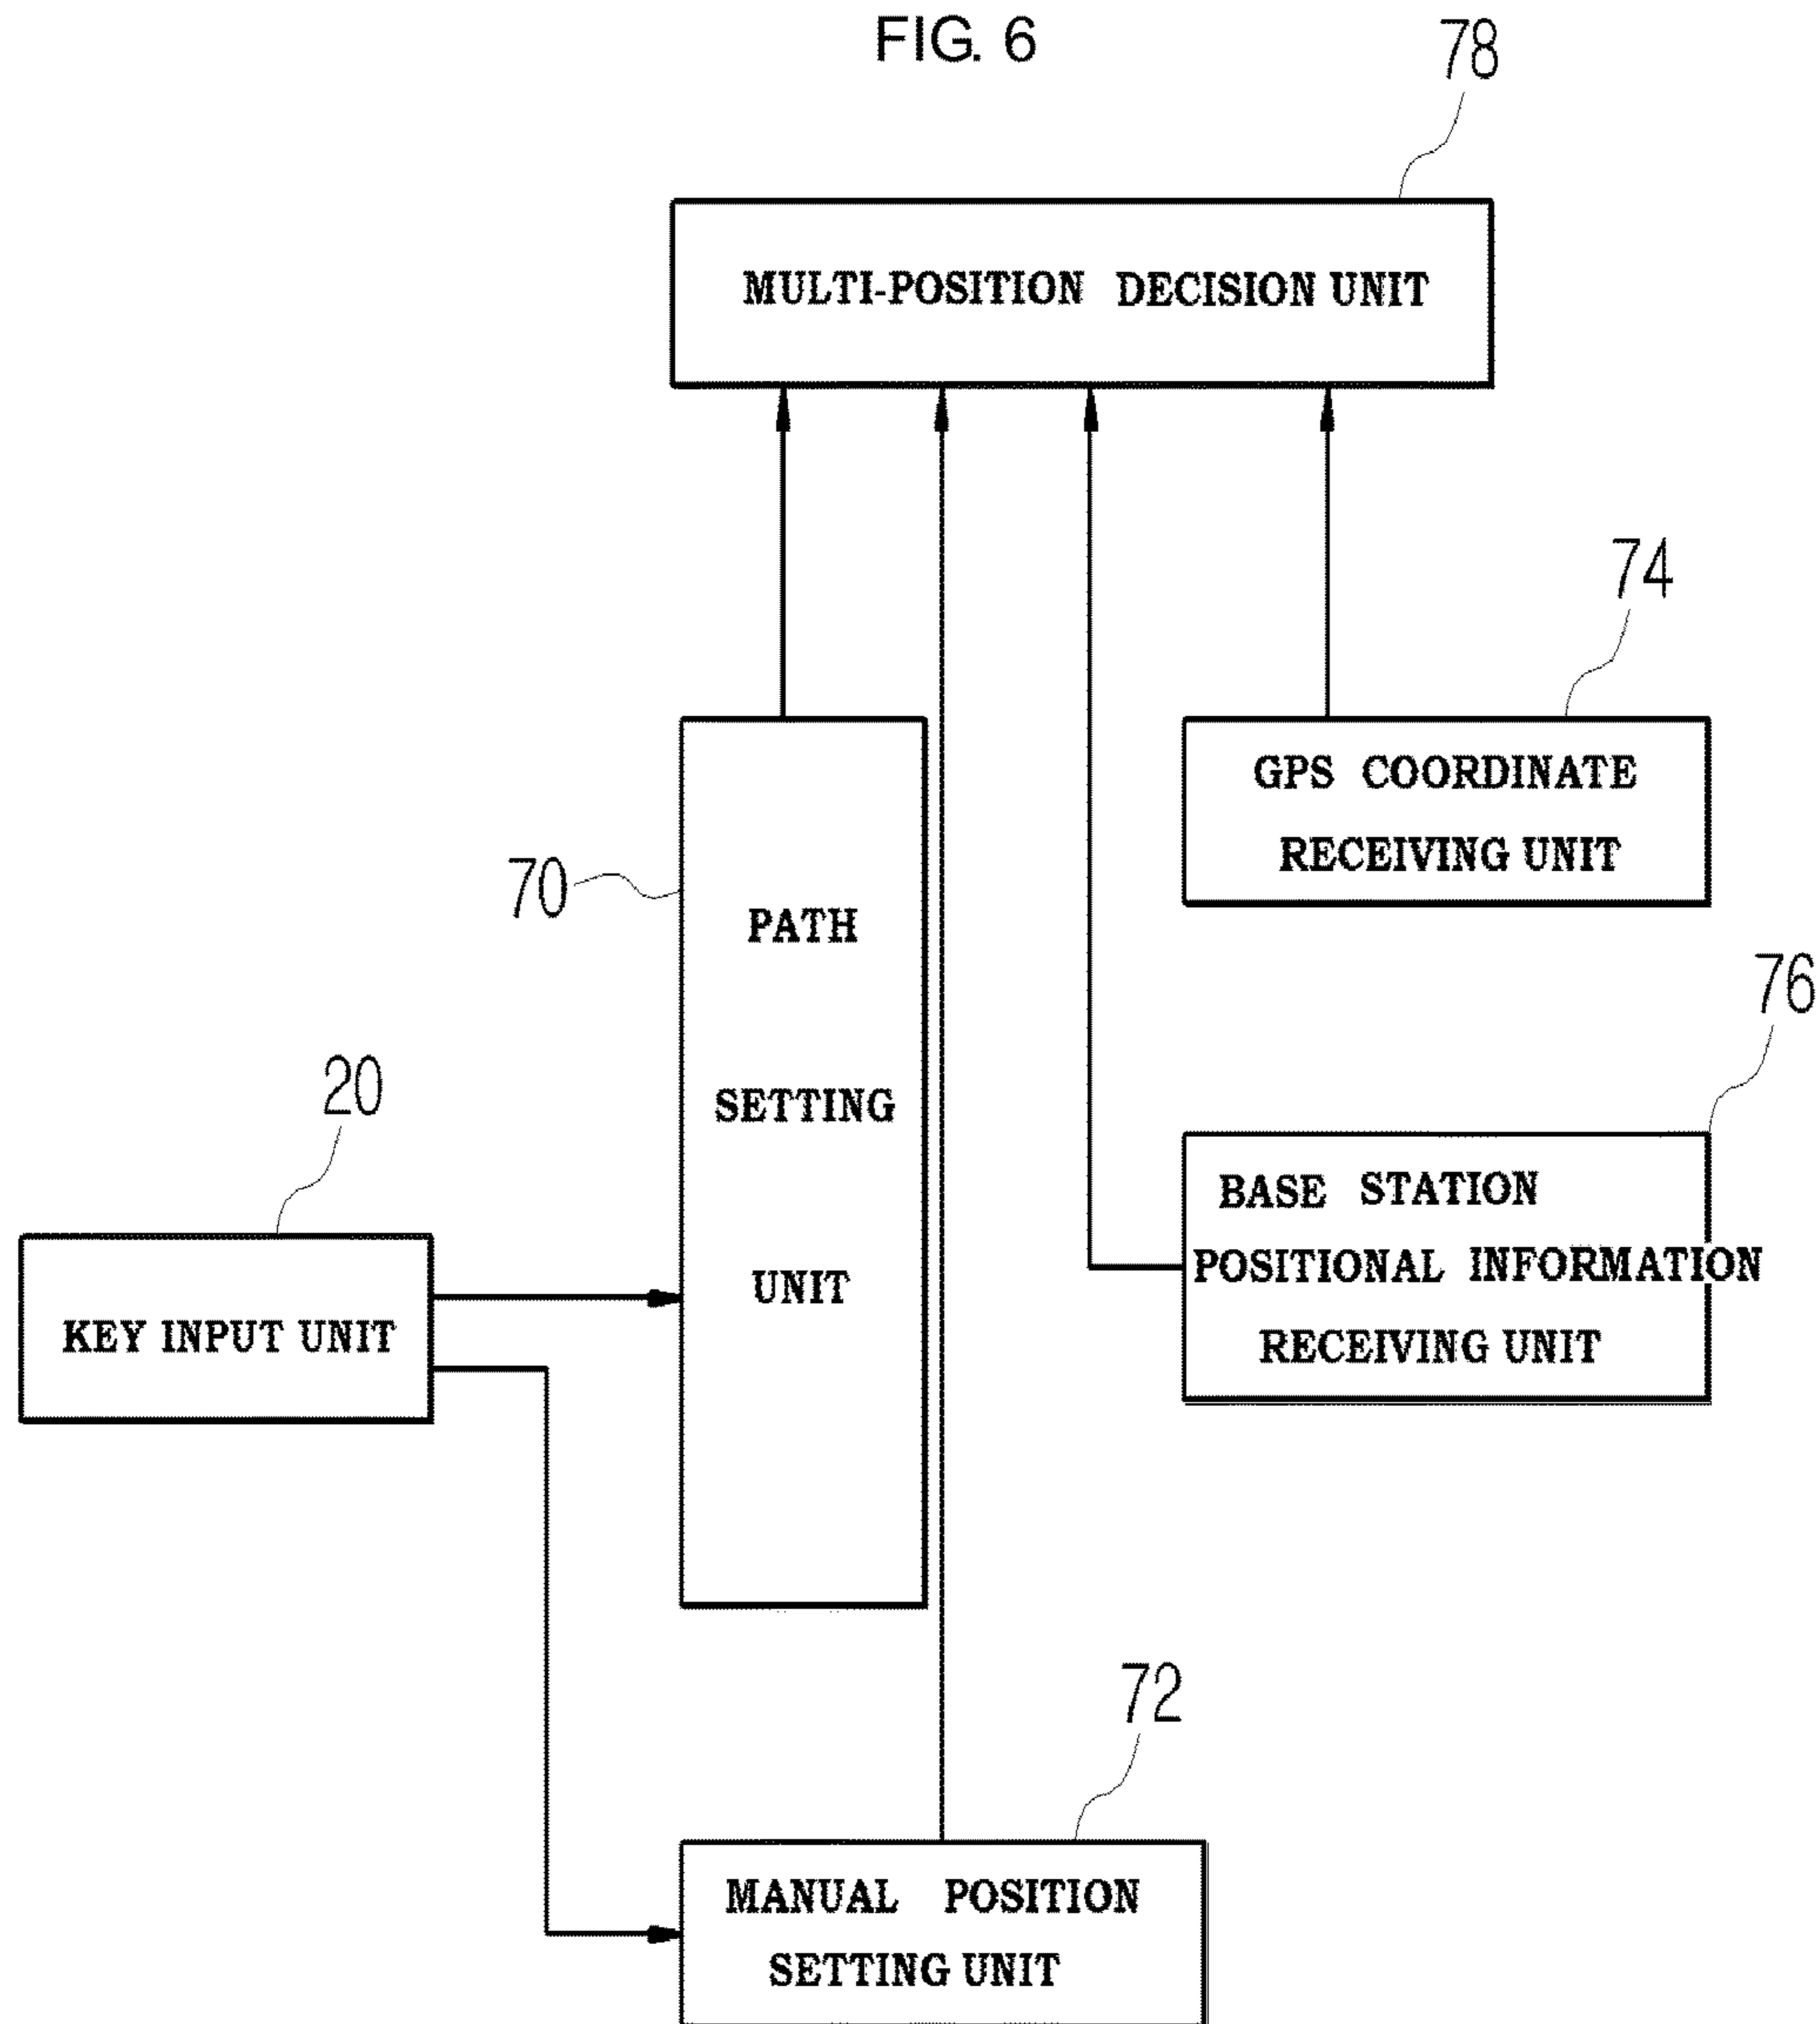 FIG. 6
78
MULTI-POSITION DECISION UNIT
74
GPS COORDINATE
RECEIVING UNIT
70
PATH
SETTING
UNIT
76
BASE STATION
POSITIONAL INFORMATION
RECEIVING UNIT
20
KEY INPUT UNIT
72
MANUAL POSITION
SETTING UNIT